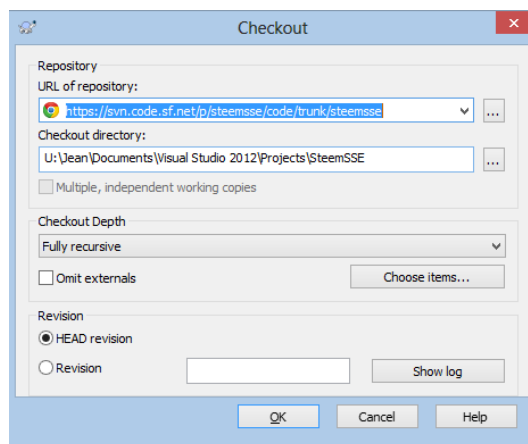 Checkout
Repository
URL of repository:
https://svn.code.sf.net/p/steemsse/code/trunk/steemsse
...
Checkout directory:
U:\Jean\Documents\Visual Studio 2012\Projects\SteemSSE
...
Multiple, independent working copies
Checkout Depth
Fully recursive
Omit externals
Choose items...
Revision
HEAD revision
Revision
Show log
OK Cancel Help